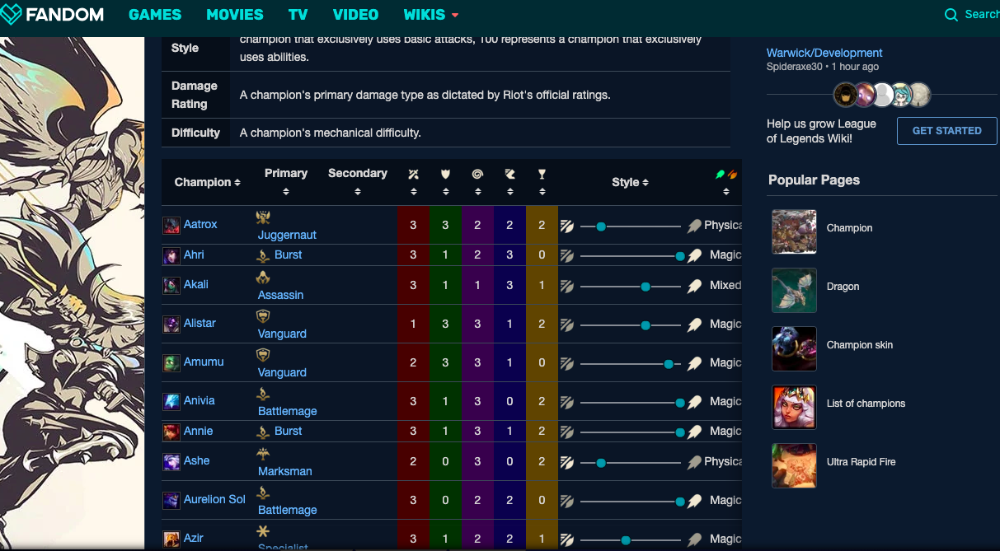 FANDOM GAMES MOVIES TV VIDEO WIKIS Search
champion that exclusively uses basic attacks, 100 represents a champion that exclusively
Style
uses abilities.
Damage
Rating
A champion's primary damage type as dictated by Riot's official ratings.
Difficulty A champion's mechanical difficulty.
Champion Primary Secondary Style
Aatrox Juggernaut 3 3 2 2 2 Physica
Ahri Burst 3 1 2 3 0 Magic
Akali Assassin 3 1 1 3 1 Mixed
Alistar Vanguard 1 3 3 1 2 Magic
Amumu Vanguard 2 3 3 1 0 Magic
Anivia Battlemage 3 1 3 0 2 Magic
Annie Burst 3 1 3 1 2 Magic
Ashe Marksman 2 0 3 0 2 Physica
Aurelion Sol Battlemage 3 0 2 2 0 Magic
Azir Specialist 3 1 2 2 1 Magic
Warwick/Development
Spideraxe30 • 1 hour ago
Help us grow League
of Legends Wiki!
GET STARTED
Popular Pages
Champion
Dragon
Champion skin
List of champions
Ultra Rapid Fire